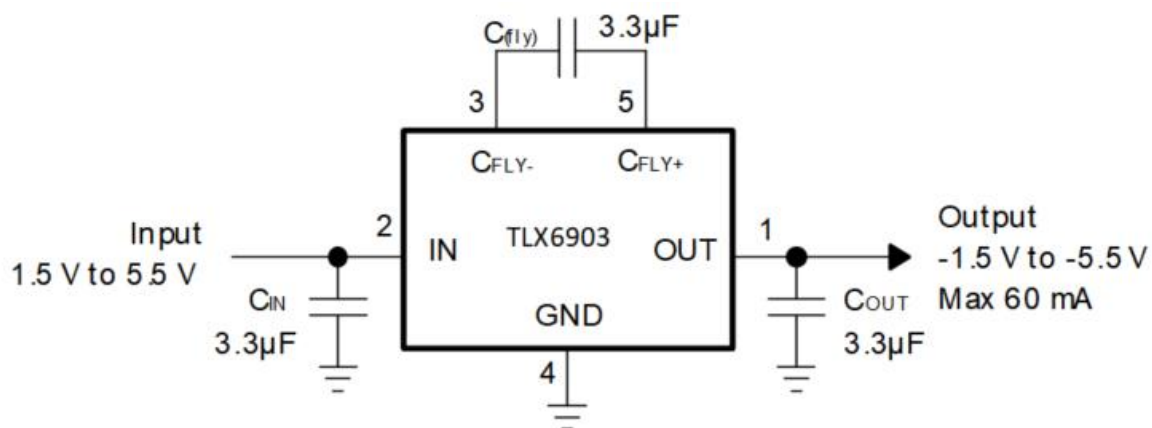 C(fly) 3.3µF
3 5
CFLY- CFLY+
Input
1.5 V to 5.5 V
2
IN
TLX6903
OUT
1
Output
-1.5 V to -5.5 V
Max 60 mA
CIN
3.3µF
GND
4
COUT
3.3µF